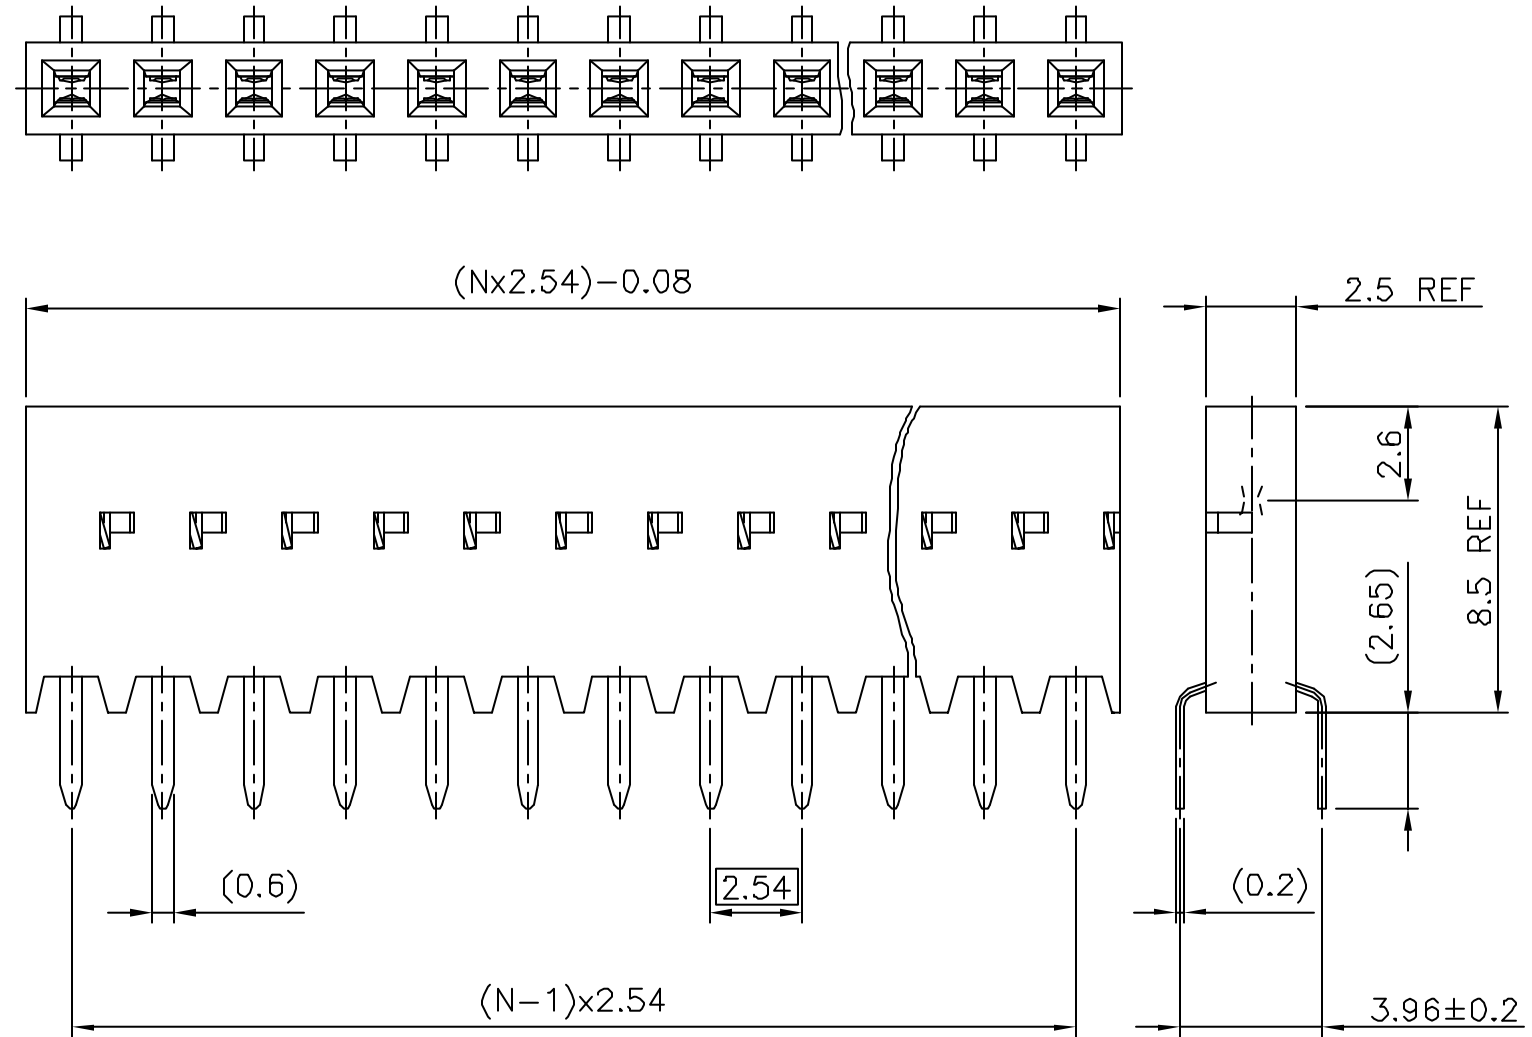 (Nx2.54)-0.08
2.5 REF
2.6
8.5 REF
(2.65)
(0.6)
2.54
(0.2)
(N-1)x2.54
3.96±0.2